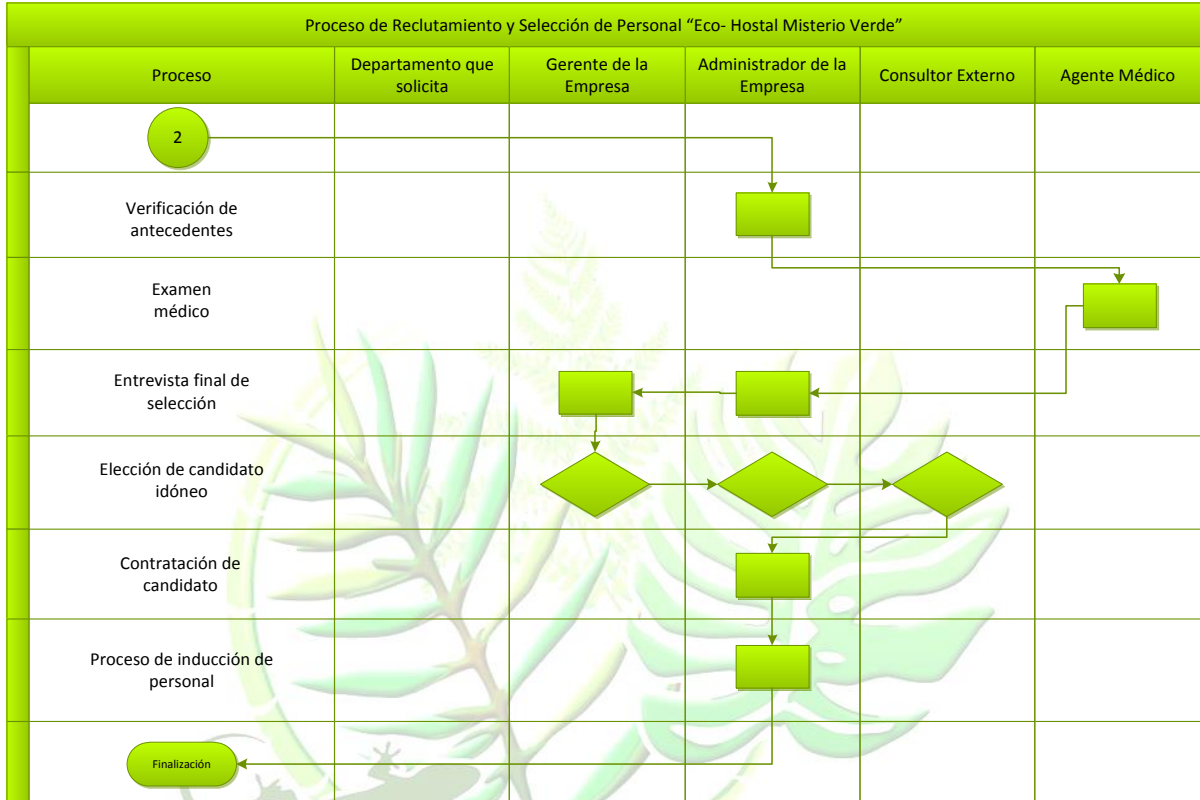 Proceso de Reclutamiento y Selección de Personal “Eco- Hostal Misterio Verde”
Proceso
Departamento que
solicita
Gerente de la
Empresa
Administrador de la
Empresa
Consultor Externo
Agente Médico
2
Verificación de
antecedentes
Examen
médico
Entrevista final de
selección
Elección de candidato
idóneo
Contratación de
candidato
Proceso de inducción de
personal
Finalización